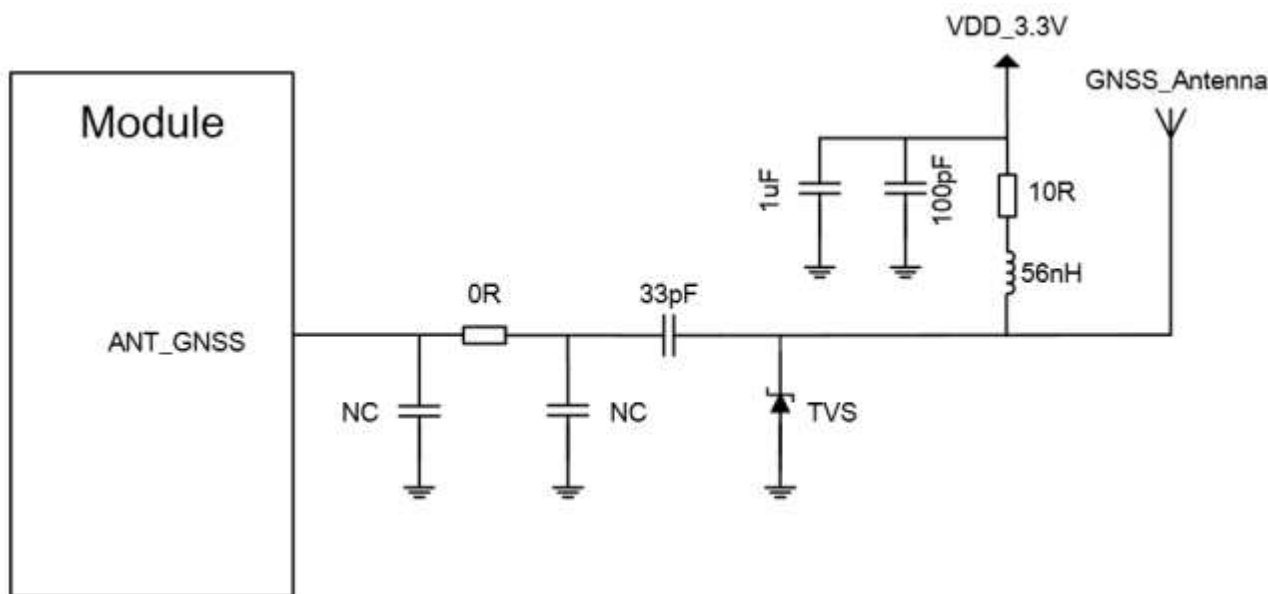 VDD_3.3V
GNSS_Antenna
Module
1uF
100pF
10R
56nH
0R
33pF
ANT_GNSS
NC
NC
TVS